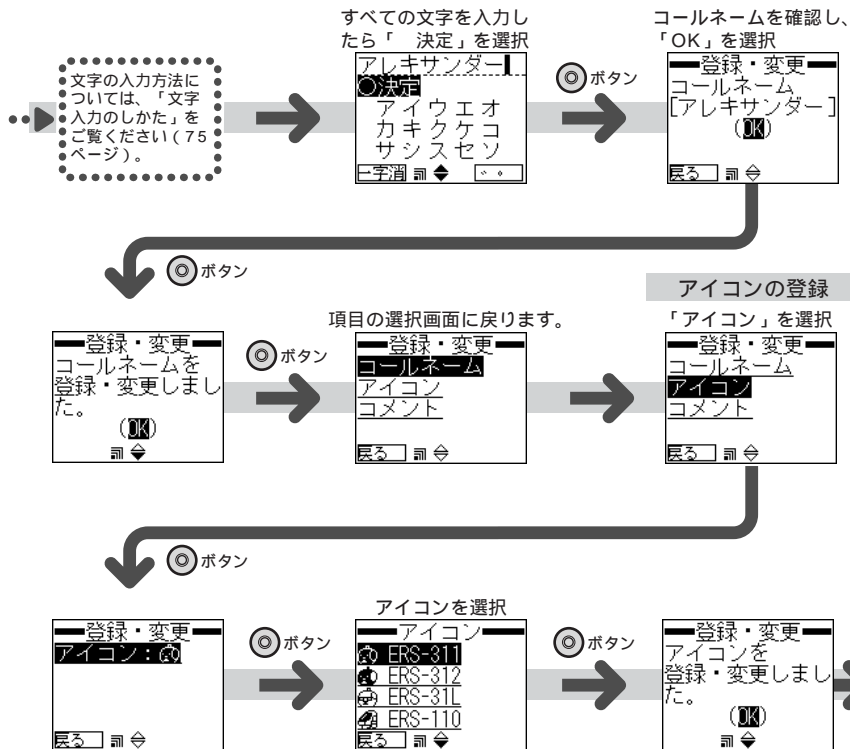 すべての文字を入力し
たら「　決定」を選択
コールネームを確認し、
「OK」を選択
文字の入力方法に
ついては、「文字
入力のしかた」を
ご覧ください（75
ページ）。
アレキサンダー
◎決定
アイウエオ
カキクケコ
サシスセソ
一字消
゛゜
ボタン
登録・変更
コールネーム
[アレキサンダー]
(OK)
戻る
ボタン
アイコンの登録
項目の選択画面に戻ります。
「アイコン」を選択
登録・変更
コールネームを
登録・変更しまし
た。
(OK)
ボタン
登録・変更
コールネーム
アイコン
コメント
戻る
登録・変更
コールネーム
アイコン
コメント
戻る
ボタン
アイコンを選択
登録・変更
アイコン:
戻る
ボタン
アイコン
ERS-311
ERS-312
ERS-31L
ERS-110
戻る
ボタン
登録・変更
アイコンを
登録・変更しまし
た。
(OK)